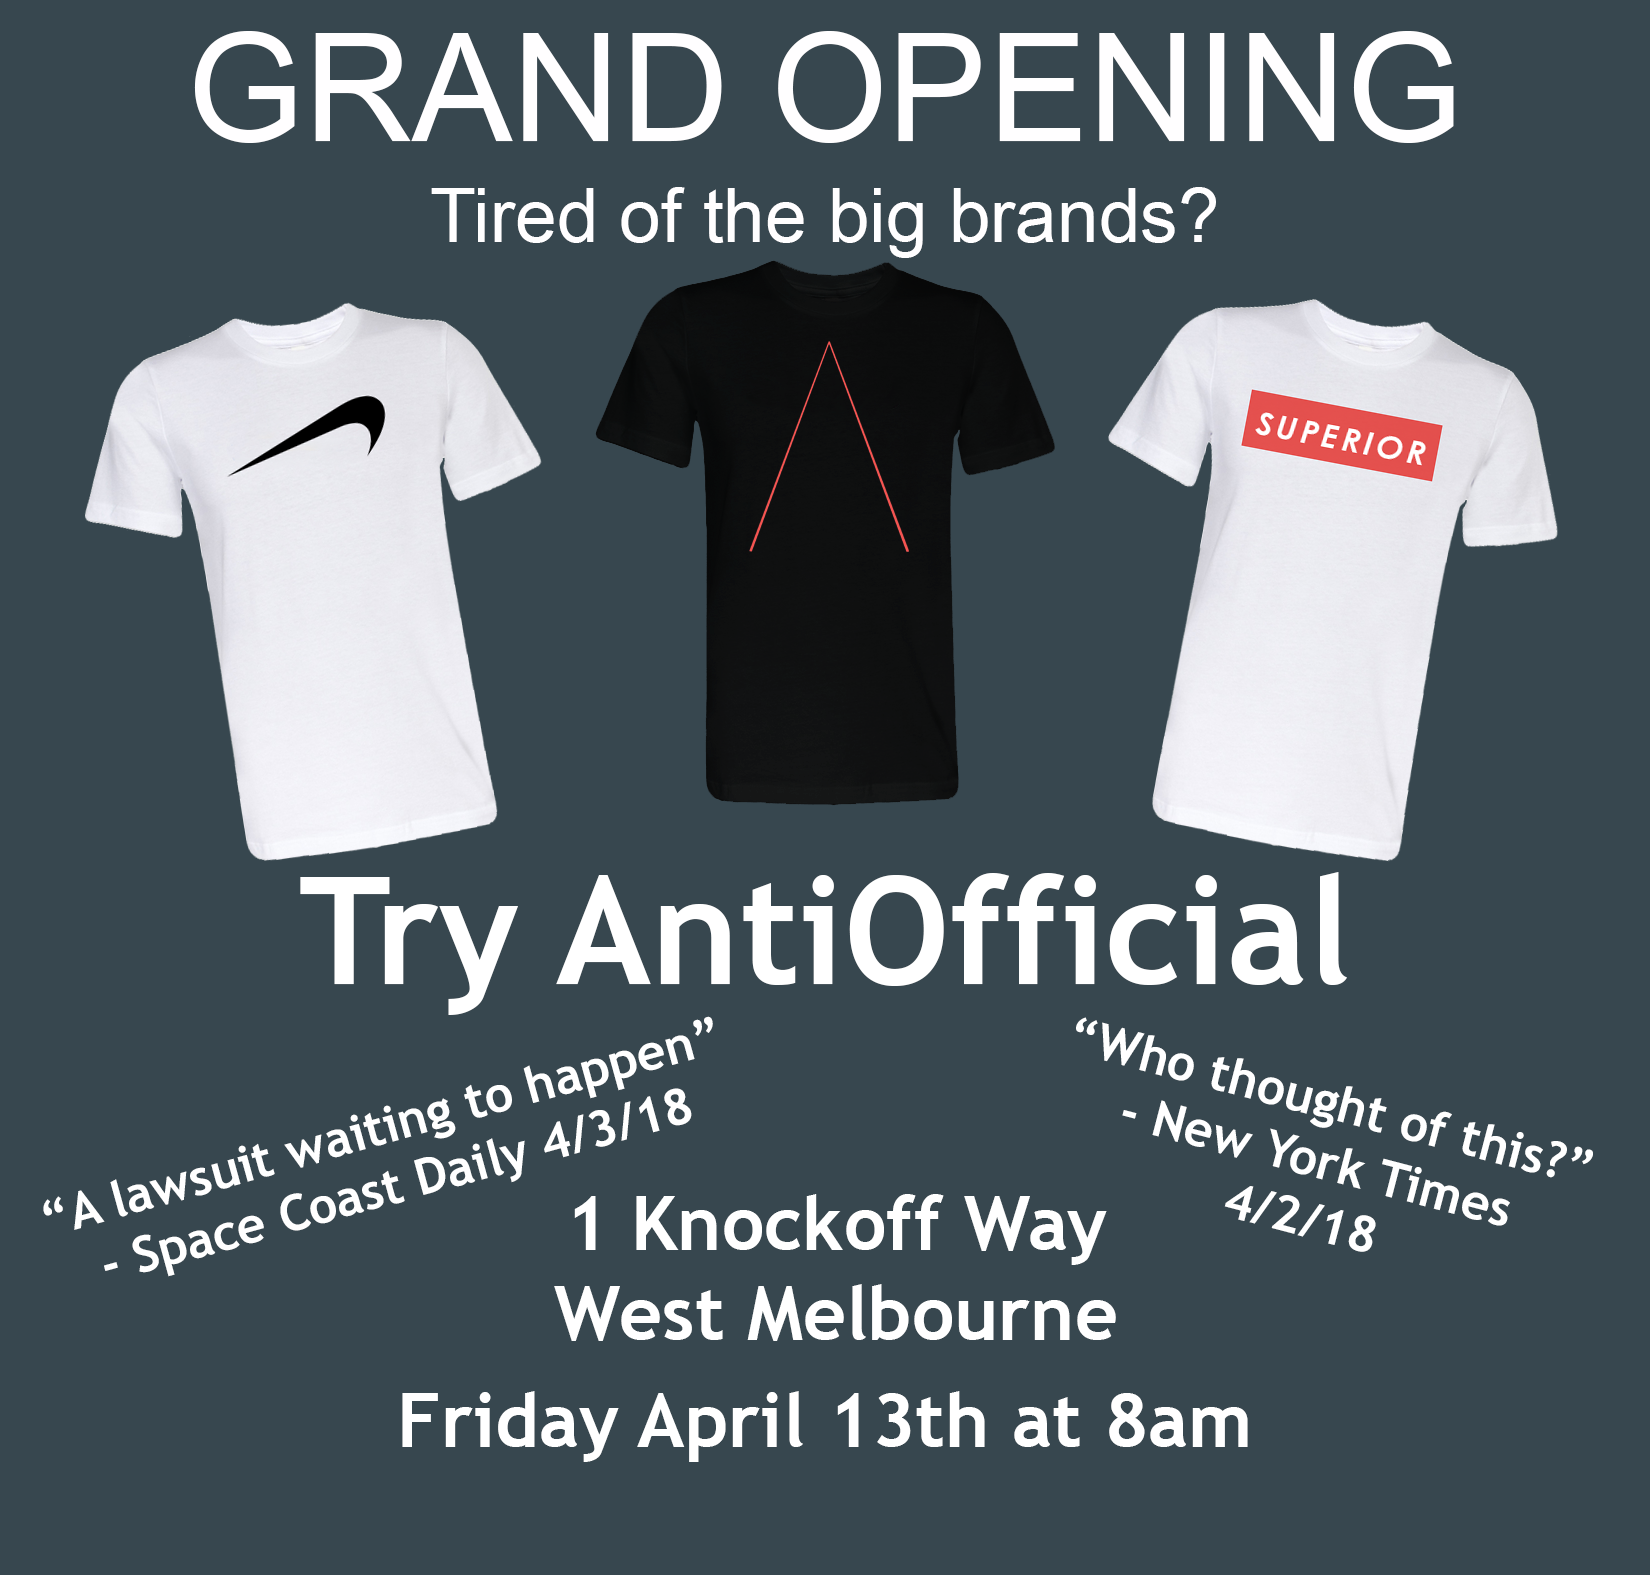 GRAND OPENING
Tired of the big brands?
SUPERIOR
Try AntiOfficial
“A lawsuit waiting to happen”
- Space Coast Daily 4/3/18
“Who thought of this?”
- New York Times
4/2/18
1 Knockoff Way
West Melbourne
Friday April 13th at 8am